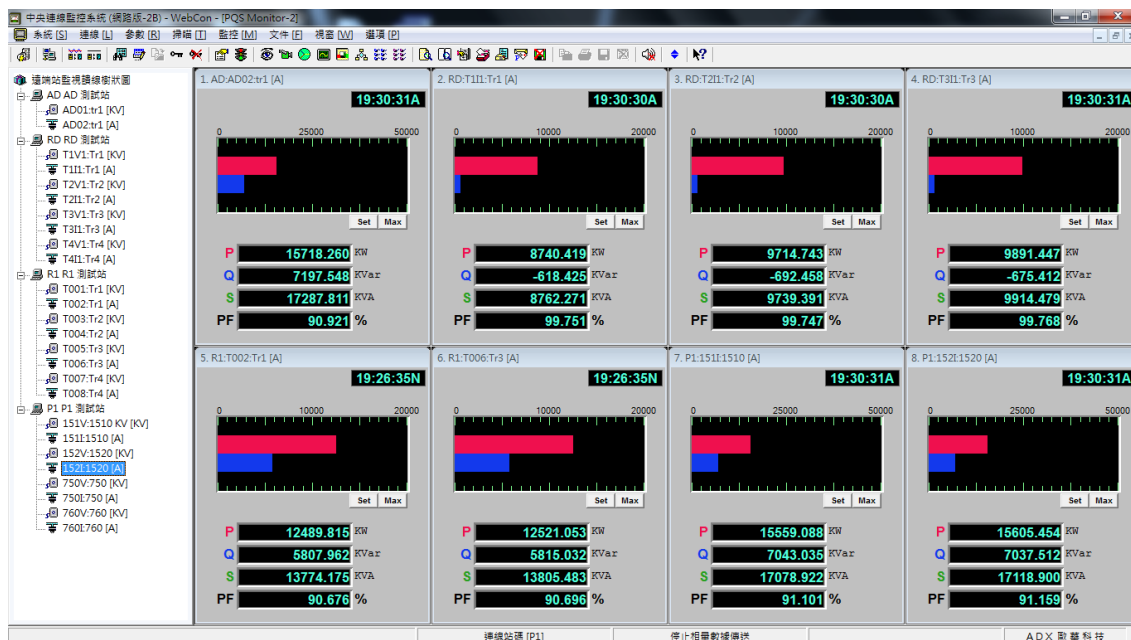 中央連線監控系統 (網路版-2B) - WebCon - [PQS Monitor-2]
系統[S] 連線[L] 參數[R] 掃瞄[T] 監控[M] 文件[F] 視窗[W] 選項[P]
遠端站監視饋線樹狀圖
AD AD 測試站
AD01:tr1 [KV]
AD02:tr1 [A]
RD RD 測試站
T1V1:Tr1 [KV]
T1I1:Tr1 [A]
T2V1:Tr2 [KV]
T2I1:Tr2 [A]
T3V1:Tr3 [KV]
T3I1:Tr3 [A]
T4V1:Tr4 [KV]
T4I1:Tr4 [A]
R1 R1 測試站
T001:Tr1 [KV]
T002:Tr1 [A]
T003:Tr2 [KV]
T004:Tr2 [A]
T005:Tr3 [KV]
T006:Tr3 [A]
T007:Tr4 [KV]
T008:Tr4 [A]
P1 P1 測試站
151V:1510 KV [KV]
151I:1510 [A]
152V:1520 [KV]
152I:1520 [A]
750V:750 [KV]
750I:750 [A]
760V:760 [KV]
760I:760 [A]
1. AD:AD02:tr1 [A]
19:30:31A
0 25000 50000
Set Max
P 15718.260 KW
Q 7197.548 KVar
S 17287.811 KVA
PF 90.921 %
2. RD:T1I1:Tr1 [A]
19:30:30A
0 10000 20000
Set Max
P 8740.419 KW
Q -618.425 KVar
S 8762.271 KVA
PF 99.751 %
3. RD:T2I1:Tr2 [A]
19:30:30A
0 10000 20000
Set Max
P 9714.743 KW
Q -692.458 KVar
S 9739.391 KVA
PF 99.747 %
4. RD:T3I1:Tr3 [A]
19:30:31A
0 10000 20000
Set Max
P 9891.447 KW
Q -675.412 KVar
S 9914.479 KVA
PF 99.768 %
5. R1:T002:Tr1 [A]
19:26:35N
0 10000 20000
Set Max
P 12489.815 KW
Q 5807.962 KVar
S 13774.175 KVA
PF 90.676 %
6. R1:T006:Tr3 [A]
19:26:35N
0 10000 20000
Set Max
P 12521.053 KW
Q 5815.032 KVar
S 13805.483 KVA
PF 90.696 %
7. P1:151I:1510 [A]
19:30:31A
0 25000 50000
Set Max
P 15559.088 KW
Q 7043.035 KVar
S 17078.922 KVA
PF 91.101 %
8. P1:152I:1520 [A]
19:30:31A
0 25000 50000
Set Max
P 15605.454 KW
Q 7037.512 KVar
S 17118.900 KVA
PF 91.159 %
連線站碼 [P1] 停止相量數據傳送 ADX 歐華科技